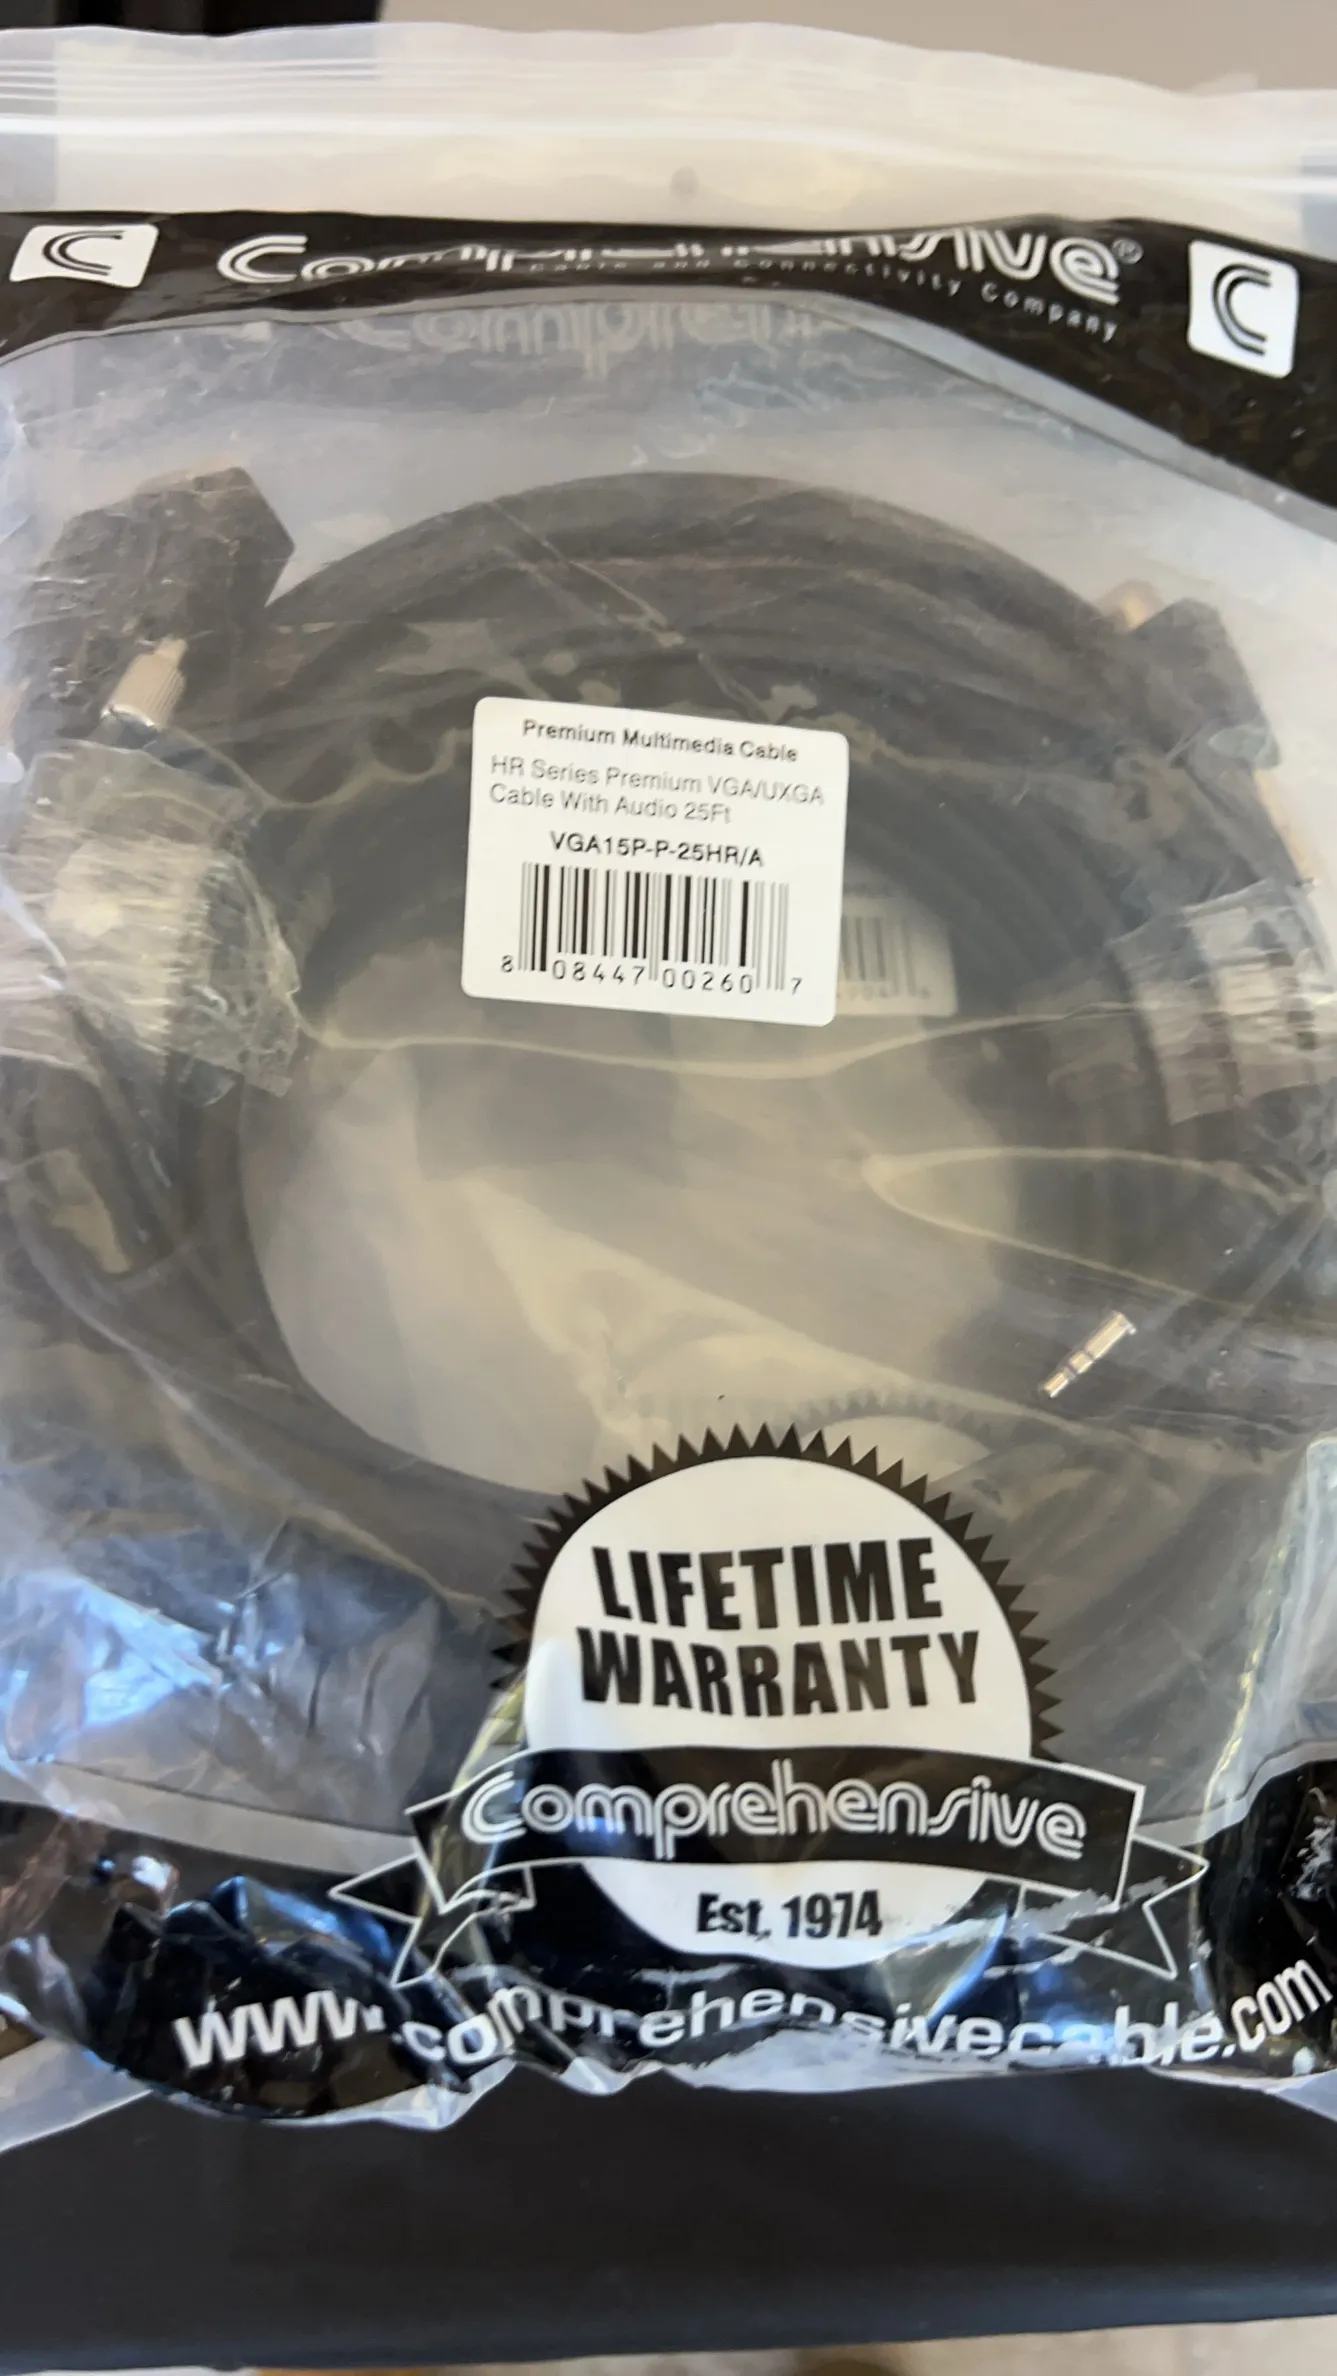 Comprehensive®
Cable and Connectivity Company
Premium Multimedia Cable
HR Series Premium VGA/UXGA
Cable With Audio 25Ft
VGA15P-P-25HR/A
8 08447 00260 7
LIFETIME
WARRANTY
Comprehensive
Est. 1974
www.comprehensivecable.com